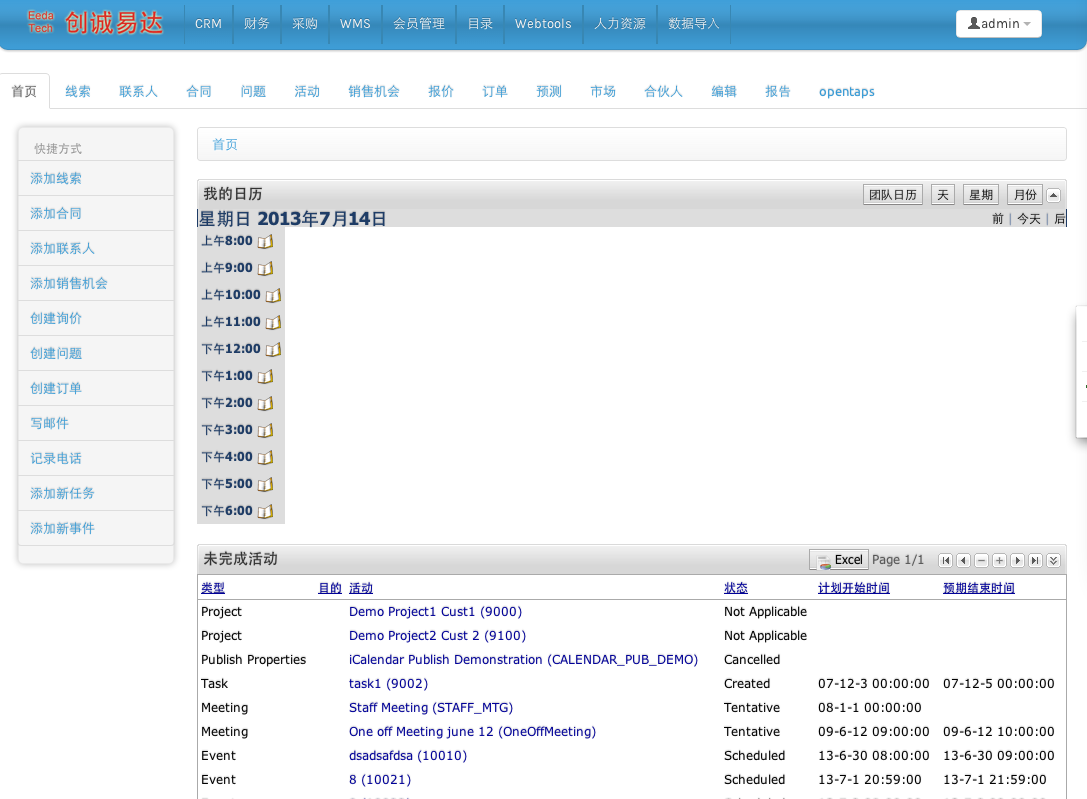 Eeda Tech 创诚易达 CRM 财务 采购 WMS 会员管理 目录 Webtools 人力资源 数据导入 admin
首页 线索 联系人 合同 问题 活动 销售机会 报价 订单 预测 市场 合伙人 编辑 报告 opentaps
快捷方式
添加线索
添加合同
添加联系人
添加销售机会
创建询价
创建问题
创建订单
写邮件
记录电话
添加新任务
添加新事件
首页
我的日历 团队日历 天 星期 月份
星期日 2013年7月14日 前 | 今天 | 后
上午8:00
上午9:00
上午10:00
上午11:00
下午12:00
下午1:00
下午2:00
下午3:00
下午4:00
下午5:00
下午6:00
未完成活动 Excel Page 1/1
类型 目的 活动 状态 计划开始时间 预期结束时间
Project Demo Project1 Cust1 (9000) Not Applicable
Project Demo Project2 Cust 2 (9100) Not Applicable
Publish Properties iCalendar Publish Demonstration (CALENDAR_PUB_DEMO) Cancelled
Task task1 (9002) Created 07-12-3 00:00:00 07-12-5 00:00:00
Meeting Staff Meeting (STAFF_MTG) Tentative 08-1-1 00:00:00
Meeting One off Meeting june 12 (OneOffMeeting) Tentative 09-6-12 09:00:00 09-6-12 10:00:00
Event dsadsafdsa (10010) Scheduled 13-6-30 08:00:00 13-6-30 09:00:00
Event 8 (10021) Scheduled 13-7-1 20:59:00 13-7-1 21:59:00